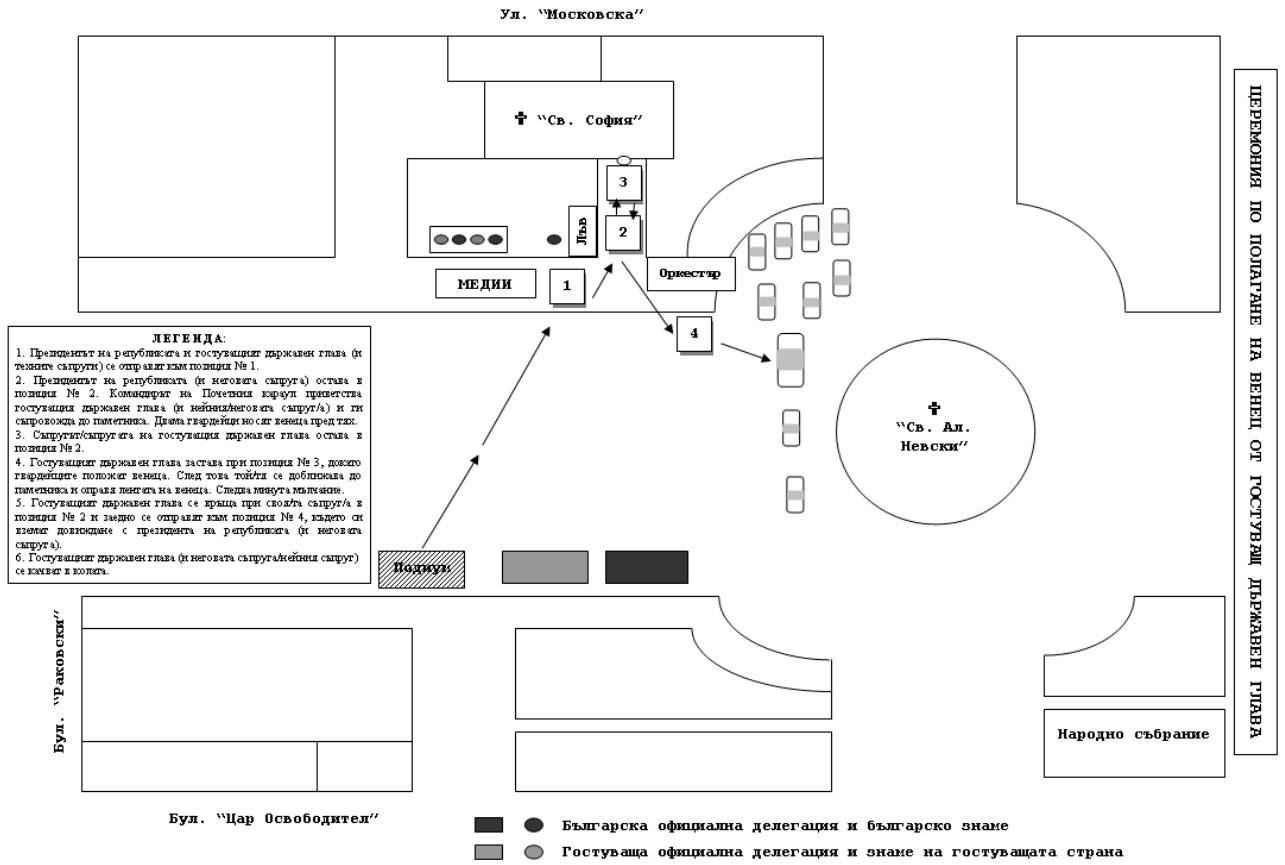 Ул. “Московска”
✞ “Св. София”
3
2
Лъв
МЕДИИ
1
Оркестър
4
ЛЕГЕНДА:
1. Президентът на републиката и гостуващият държавен глава (и
техните съпруги) се отправят към позиция № 1.
2. Президентът на републиката (и неговата съпруга) остава в
позиция № 2. Командирът на Почетния караул приветства
гостуващия държавен глава (и нейния/неговата съпруг/а) и ги
съпровожда до паметника. Двама гвардейци носят венеца пред тях.
3. Съпругът/съпругата на гостуващия държавен глава остава в
позиция № 2.
4. Гостуващият държавен глава застава при позиция № 3, докато
гвардейците положат венеца. След това той/тя се доближава до
паметника и оправя лентата на венеца. Следва минута мълчание.
5. Гостуващият държавен глава се връща при своя/та съпруг/а в
позиция № 2 и заедно се отправят към позиция № 4, където си
вземат довиждане с президента на републиката (и неговата
съпруга).
6. Гостуващият държавен глава (и неговата съпруга/нейния съпруг)
се качват в колата.
✞
“Св. Ал.
Невски”
Подиум
Бул. “Раковски”
Народно събрание
Бул. “Цар Освободител”
Българска официална делегация и българско знаме
Гостуваща официална делегация и знаме на гостуващата страна
ЦЕРЕМОНИЯ ПО ПОЛАГАНЕ НА ВЕНЕЦ ОТ ГОСТУВАЩ ДЪРЖАВЕН ГЛАВА